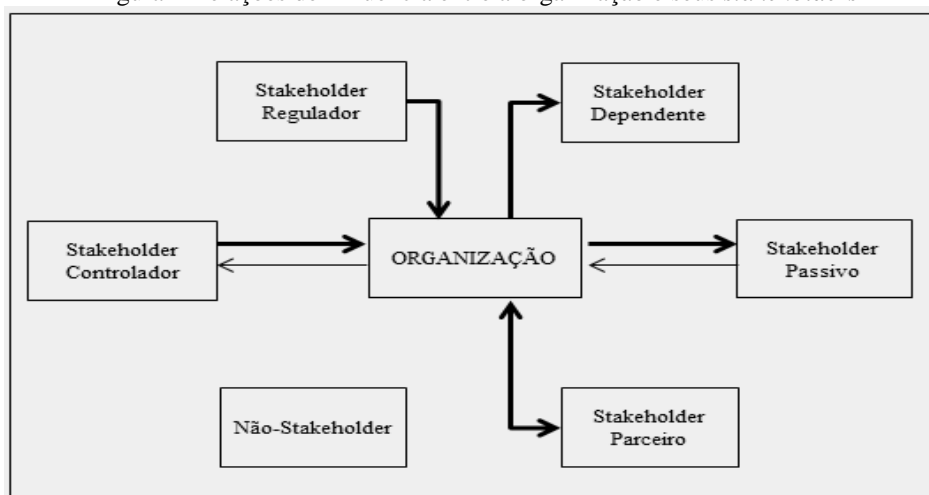 Stakeholder
Regulador
Stakeholder
Dependente
Stakeholder
Controlador
ORGANIZAÇÃO
Stakeholder
Passivo
Não-Stakeholder
Stakeholder
Parceiro